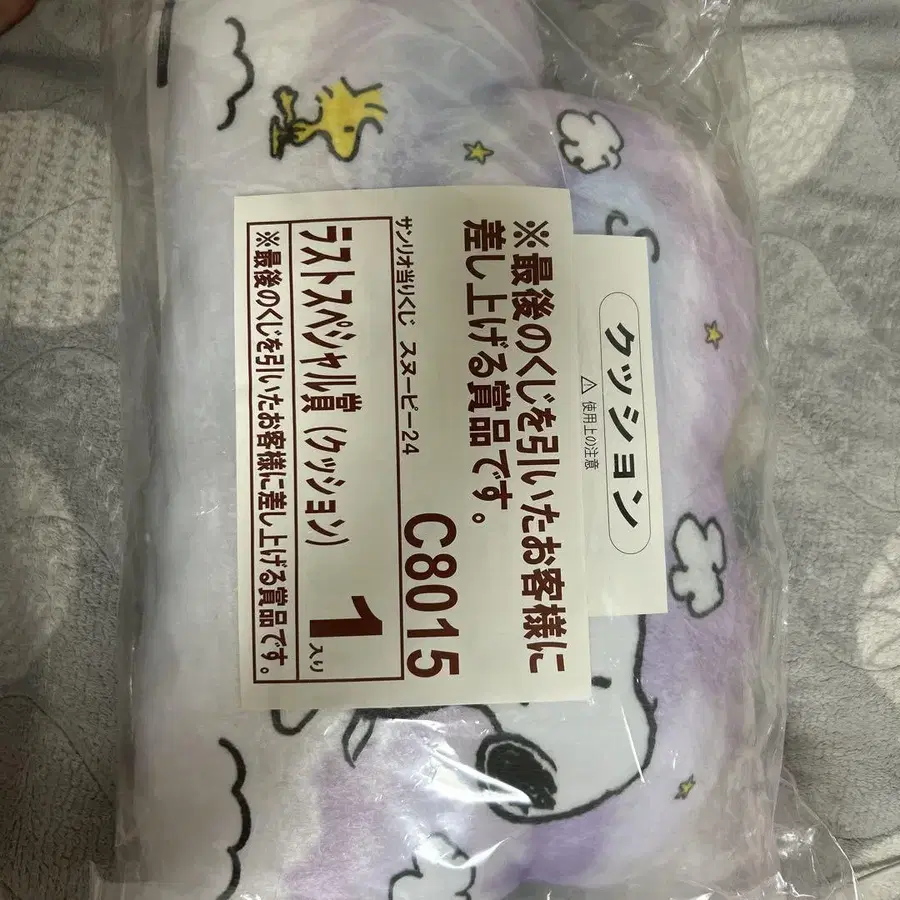 ※最後のくじを引いたお客様に
差し上げる賞品です。
サンリオ当りくじ スヌーピー24
C8015
ラストスペシャル賞(クッション)
1入り
※最後のくじを引いたお客様に差し上げる賞品です。
クッション
⚠使用上の注意